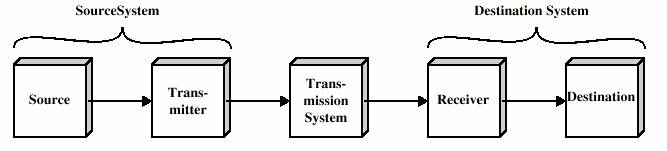 SourceSystem
Destination System
Source
Trans-
mitter
Trans-
mission
System
Receiver
Destination